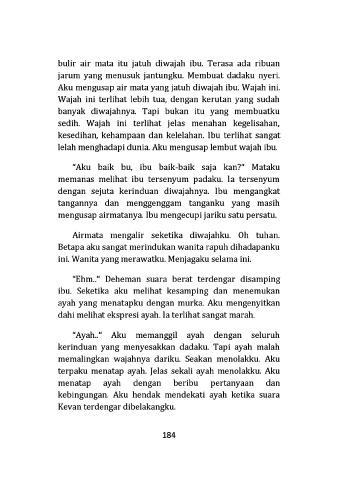 bulir air mata itu jatuh diwajah ibu. Terasa ada ribuan
jarum yang menusuk jantungku. Membuat dadaku nyeri.
Aku mengusap air mata yang jatuh diwajah ibu. Wajah ini.
Wajah ini terlihat lebih tua, dengan kerutan yang sudah
banyak diwajahnya. Tapi bukan itu yang membuatku
sedih. Wajah ini terlihat jelas menahan kegelisahan,
kesedihan, kehampaan dan kelelahan. Ibu terlihat sangat
lelah menghadapi dunia. Aku mengusap lembut wajah ibu.
"Aku baik bu, ibu baik-baik saja kan?" Mataku
memanas melihat ibu tersenyum padaku. Ia tersenyum
dengan sejuta kerinduan diwajahnya. Ibu mengangkat
tangannya dan menggenggam tanganku yang masih
mengusap airmatanya. Ibu mengecupi jariku satu persatu.
Airmata mengalir seketika diwajahku. Oh tuhan.
Betapa aku sangat merindukan wanita rapuh dihadapanku
ini. Wanita yang merawatku. Menjagaku selama ini.
"Ehm.." Deheman suara berat terdengar disamping
ibu. Seketika aku melihat kesamping dan menemukan
ayah yang menatapku dengan murka. Aku mengenyitkan
dahi melihat ekspresi ayah. Ia terlihat sangat marah.
"Ayah.." Aku memanggil ayah dengan seluruh
kerinduan yang menyesakkan dadaku. Tapi ayah malah
memalingkan wajahnya dariku. Seakan menolakku. Aku
terpaku menatap ayah. Jelas sekali ayah menolakku. Aku
menatap ayah dengan beribu pertanyaan dan
kebingungan. Aku hendak mendekati ayah ketika suara
Kevan terdengar dibelakangku.
184